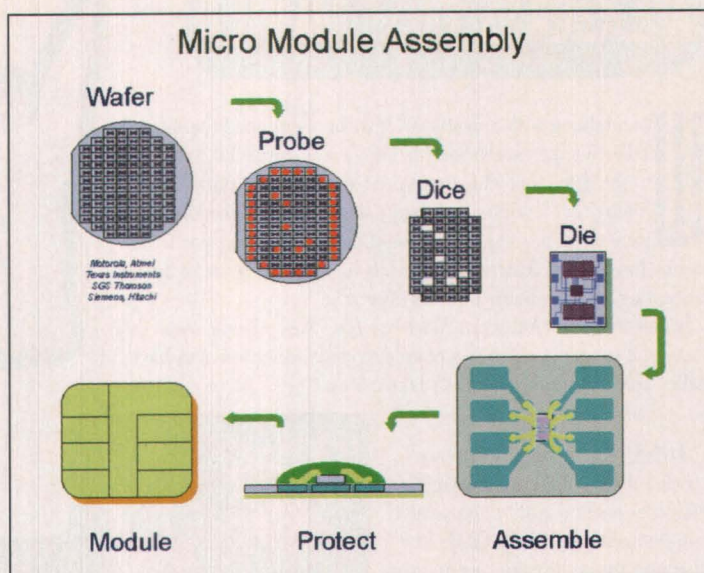 Micro Module Assembly
Wafer
Probe
Dice
Die
Motorola, Atmel
Texas Instruments
SGS Thomson
Siemens, Hitachi
Module
Protect
Assemble